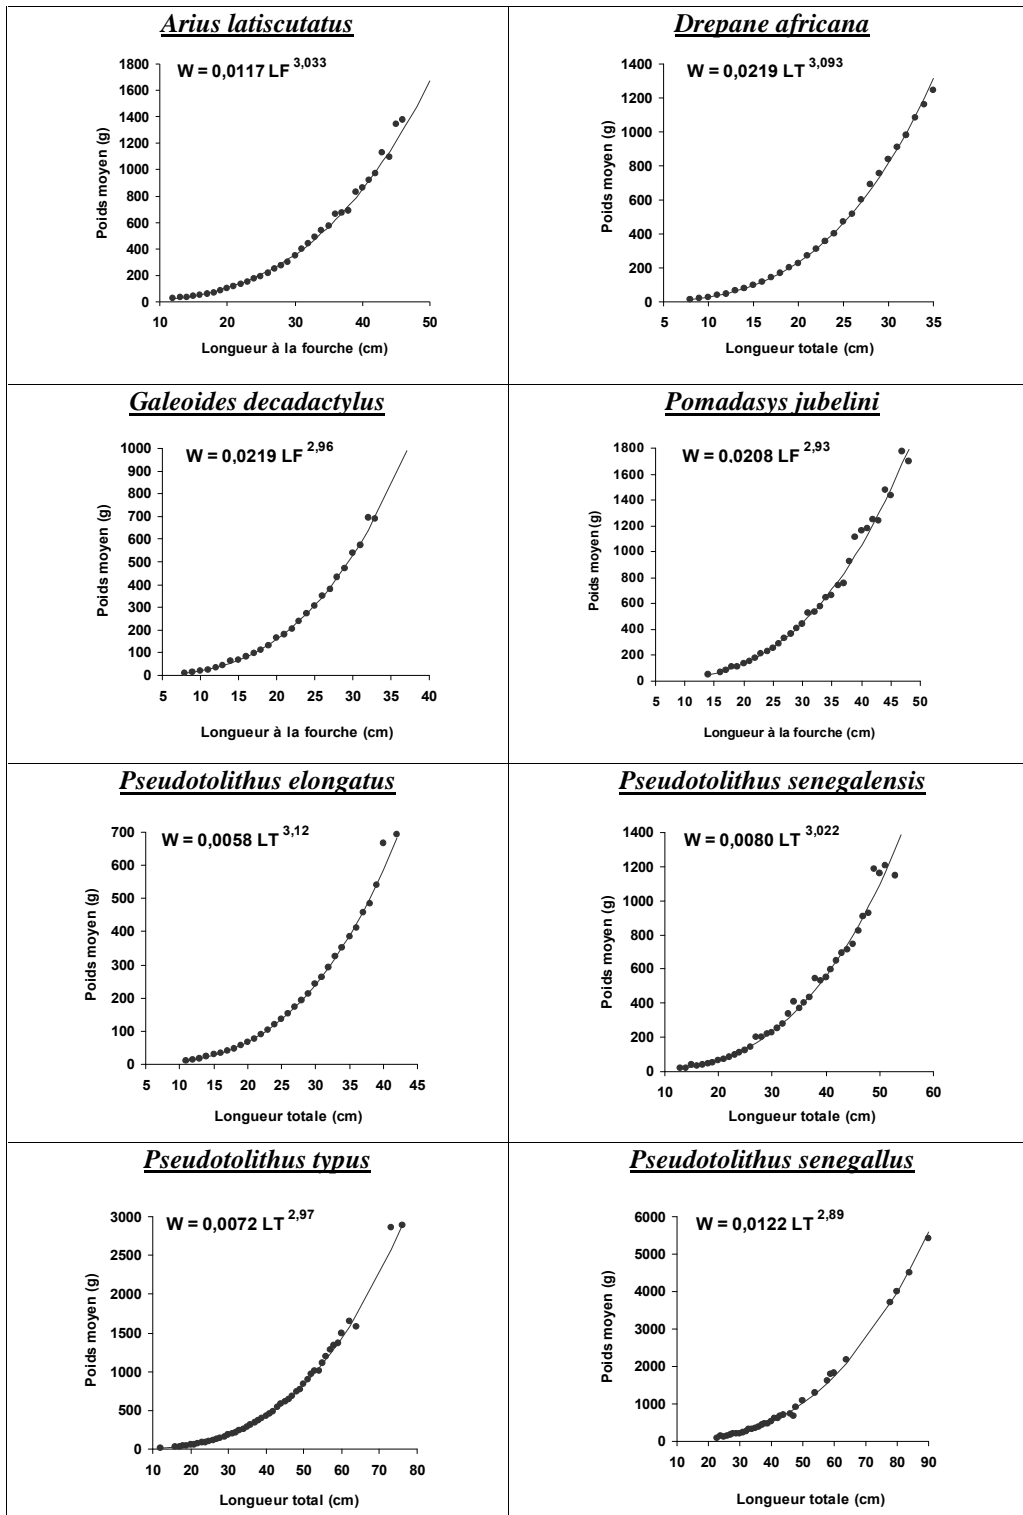 Arius latiscutatus
W = 0,0117 LF 3,033
1800
1600
1400
1200
1000
800
600
400
200
0
Poids moyen (g)
10 20 30 40 50
Longueur à la fourche (cm)
Drepane africana
W = 0,0219 LT 3,093
1400
1200
1000
800
600
400
200
0
Poids moyen (g)
5 10 15 20 25 30 35
Longueur totale (cm)
Galeoides decadactylus
W = 0,0219 LF 2,96
1000
900
800
700
600
500
400
300
200
100
0
Poids moyen (g)
5 10 15 20 25 30 35 40
Longueur à la fourche (cm)
Pomadasys jubelini
W = 0,0208 LF 2,93
1800
1600
1400
1200
1000
800
600
400
200
0
Poids moyen (g)
5 10 15 20 25 30 35 40 45 50
Longueur à la fourche (cm)
Pseudotolithus elongatus
W = 0,0058 LT 3,12
700
600
500
400
300
200
100
0
Poids moyen (g)
5 10 15 20 25 30 35 40 45
Longueur totale (cm)
Pseudotolithus senegalensis
W = 0,0080 LT 3,022
1400
1200
1000
800
600
400
200
0
Poids moyen (g)
10 20 30 40 50 60
Longueur totale (cm)
Pseudotolithus typus
W = 0,0072 LT 2,97
3000
2500
2000
1500
1000
500
0
Poids moyen (g)
10 20 30 40 50 60 70 80
Longueur total (cm)
Pseudotolithus senegallus
W = 0,0122 LT 2,89
6000
5000
4000
3000
2000
1000
0
Poids moyen (g)
10 20 30 40 50 60 70 80 90
Longueur totale (cm)